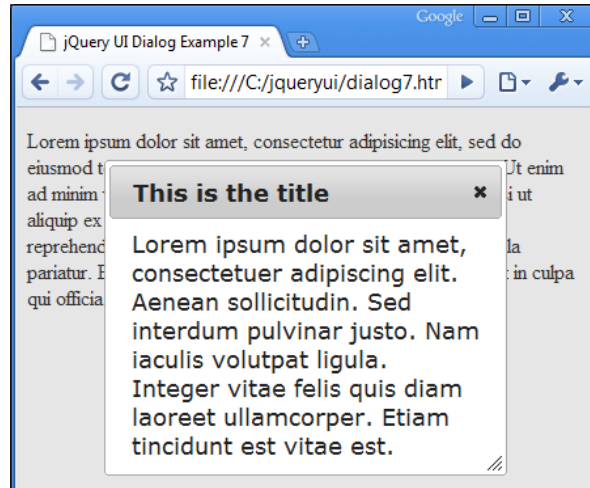 Google
jQuery UI Dialog Example 7
file:///C:/jqueryui/dialog7.htm
Lorem ipsum dolor sit amet, consectetur adipisicing elit, sed do
eiusmod Ut enim
ad minim ut
aliquip ex
pariatur.
in culpa
qui officia
This is the title
Lorem ipsum dolor sit amet,
consectetuer adipiscing elit.
Aenean sollicitudin. Sed
interdum pulvinar justo. Nam
iaculis volutpat ligula.
Integer vitae felis quis diam
laoreet ullamcorper. Etiam
tincidunt est vitae est.